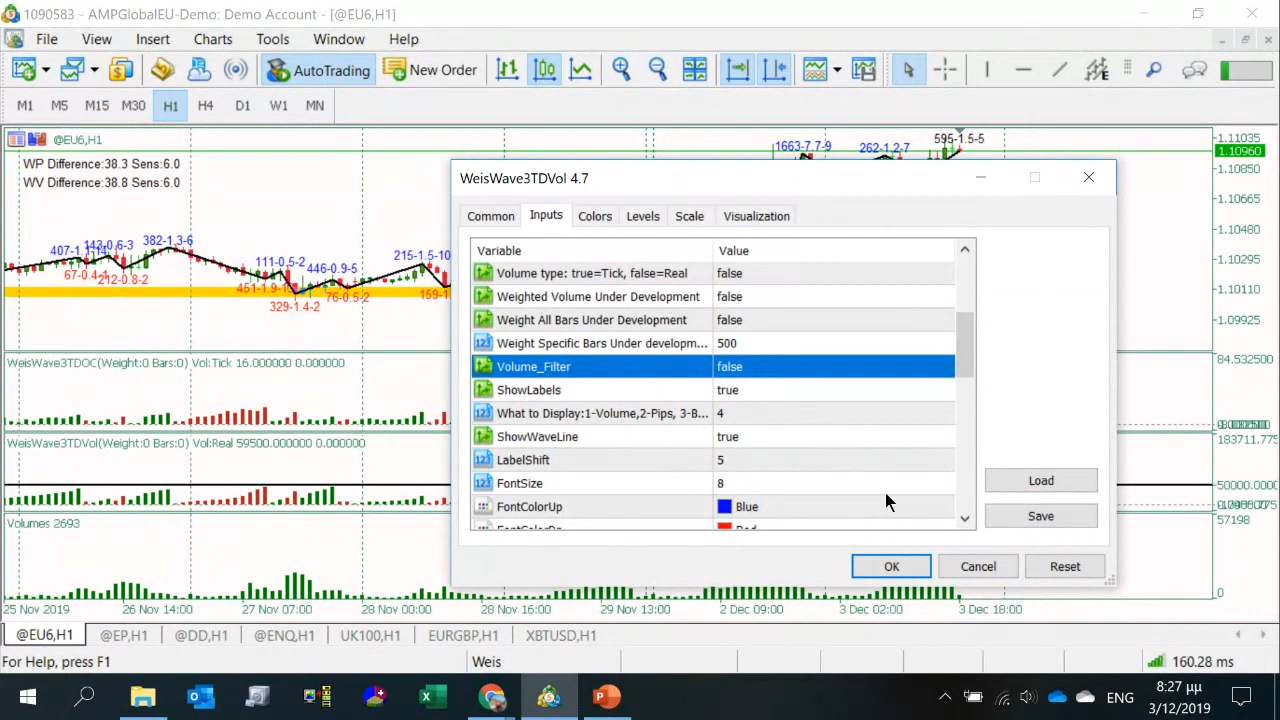 1090583 - AMPGlobalEU-Demo: Demo Account - [@EU6,H1]
File View Insert Charts Tools Window Help
AutoTrading New Order
M1 M5 M15 M30 H1 H4 D1 W1 MN
@EU6,H1
WP Difference:38.3 Sens:6.0
WV Difference:38.8 Sens:6.0
1663-7.7-9
262-1.2-7
595-1.5-5
1.11035
1.10960
1.10850
1.10665
1.10480
1.10295
1.10110
1.09925
382-1.3-6
67-0.4-1
212-0.8-2
111-0.5-2
446-0.9-5
215-1.5-10
76-0.5-2
329-1.4-2
159-1
WeisWave3TDVol 4.7
Common Inputs Colors Levels Scale Visualization
Variable Value
Volume type: true=Tick, false=Real false
Weighted Volume Under Development false
Weight All Bars Under Development false
Weight Specific Bars Under developm... 500
Volume_Filter false
ShowLabels true
What to Display:1-Volume,2-Pips, 3-B... 4
ShowWaveLine true
LabelShift 5
FontSize 8
FontColorUp Blue
Load
Save
OK Cancel Reset
WeisWave3TDOC(Weight:0 Bars:0) Vol:Tick 16.000000 0.000000
84.532500
WeisWave3TDVol(Weight:0 Bars:0) Vol:Real 59500.000000 0.000000
183711.775
50000.0000
Volumes 2693
57198
0
25 Nov 2019 26 Nov 14:00 27 Nov 07:00 28 Nov 00:00 28 Nov 16:00 29 Nov 13:00 2 Dec 09:00 3 Dec 02:00 3 Dec 18:00
@EU6,H1 @EP,H1 @DD,H1 @ENQ,H1 UK100,H1 EURGBP,H1 XBTUSD,H1
For Help, press F1 Weis 160.28 ms
ENG
8:27 μμ
3/12/2019